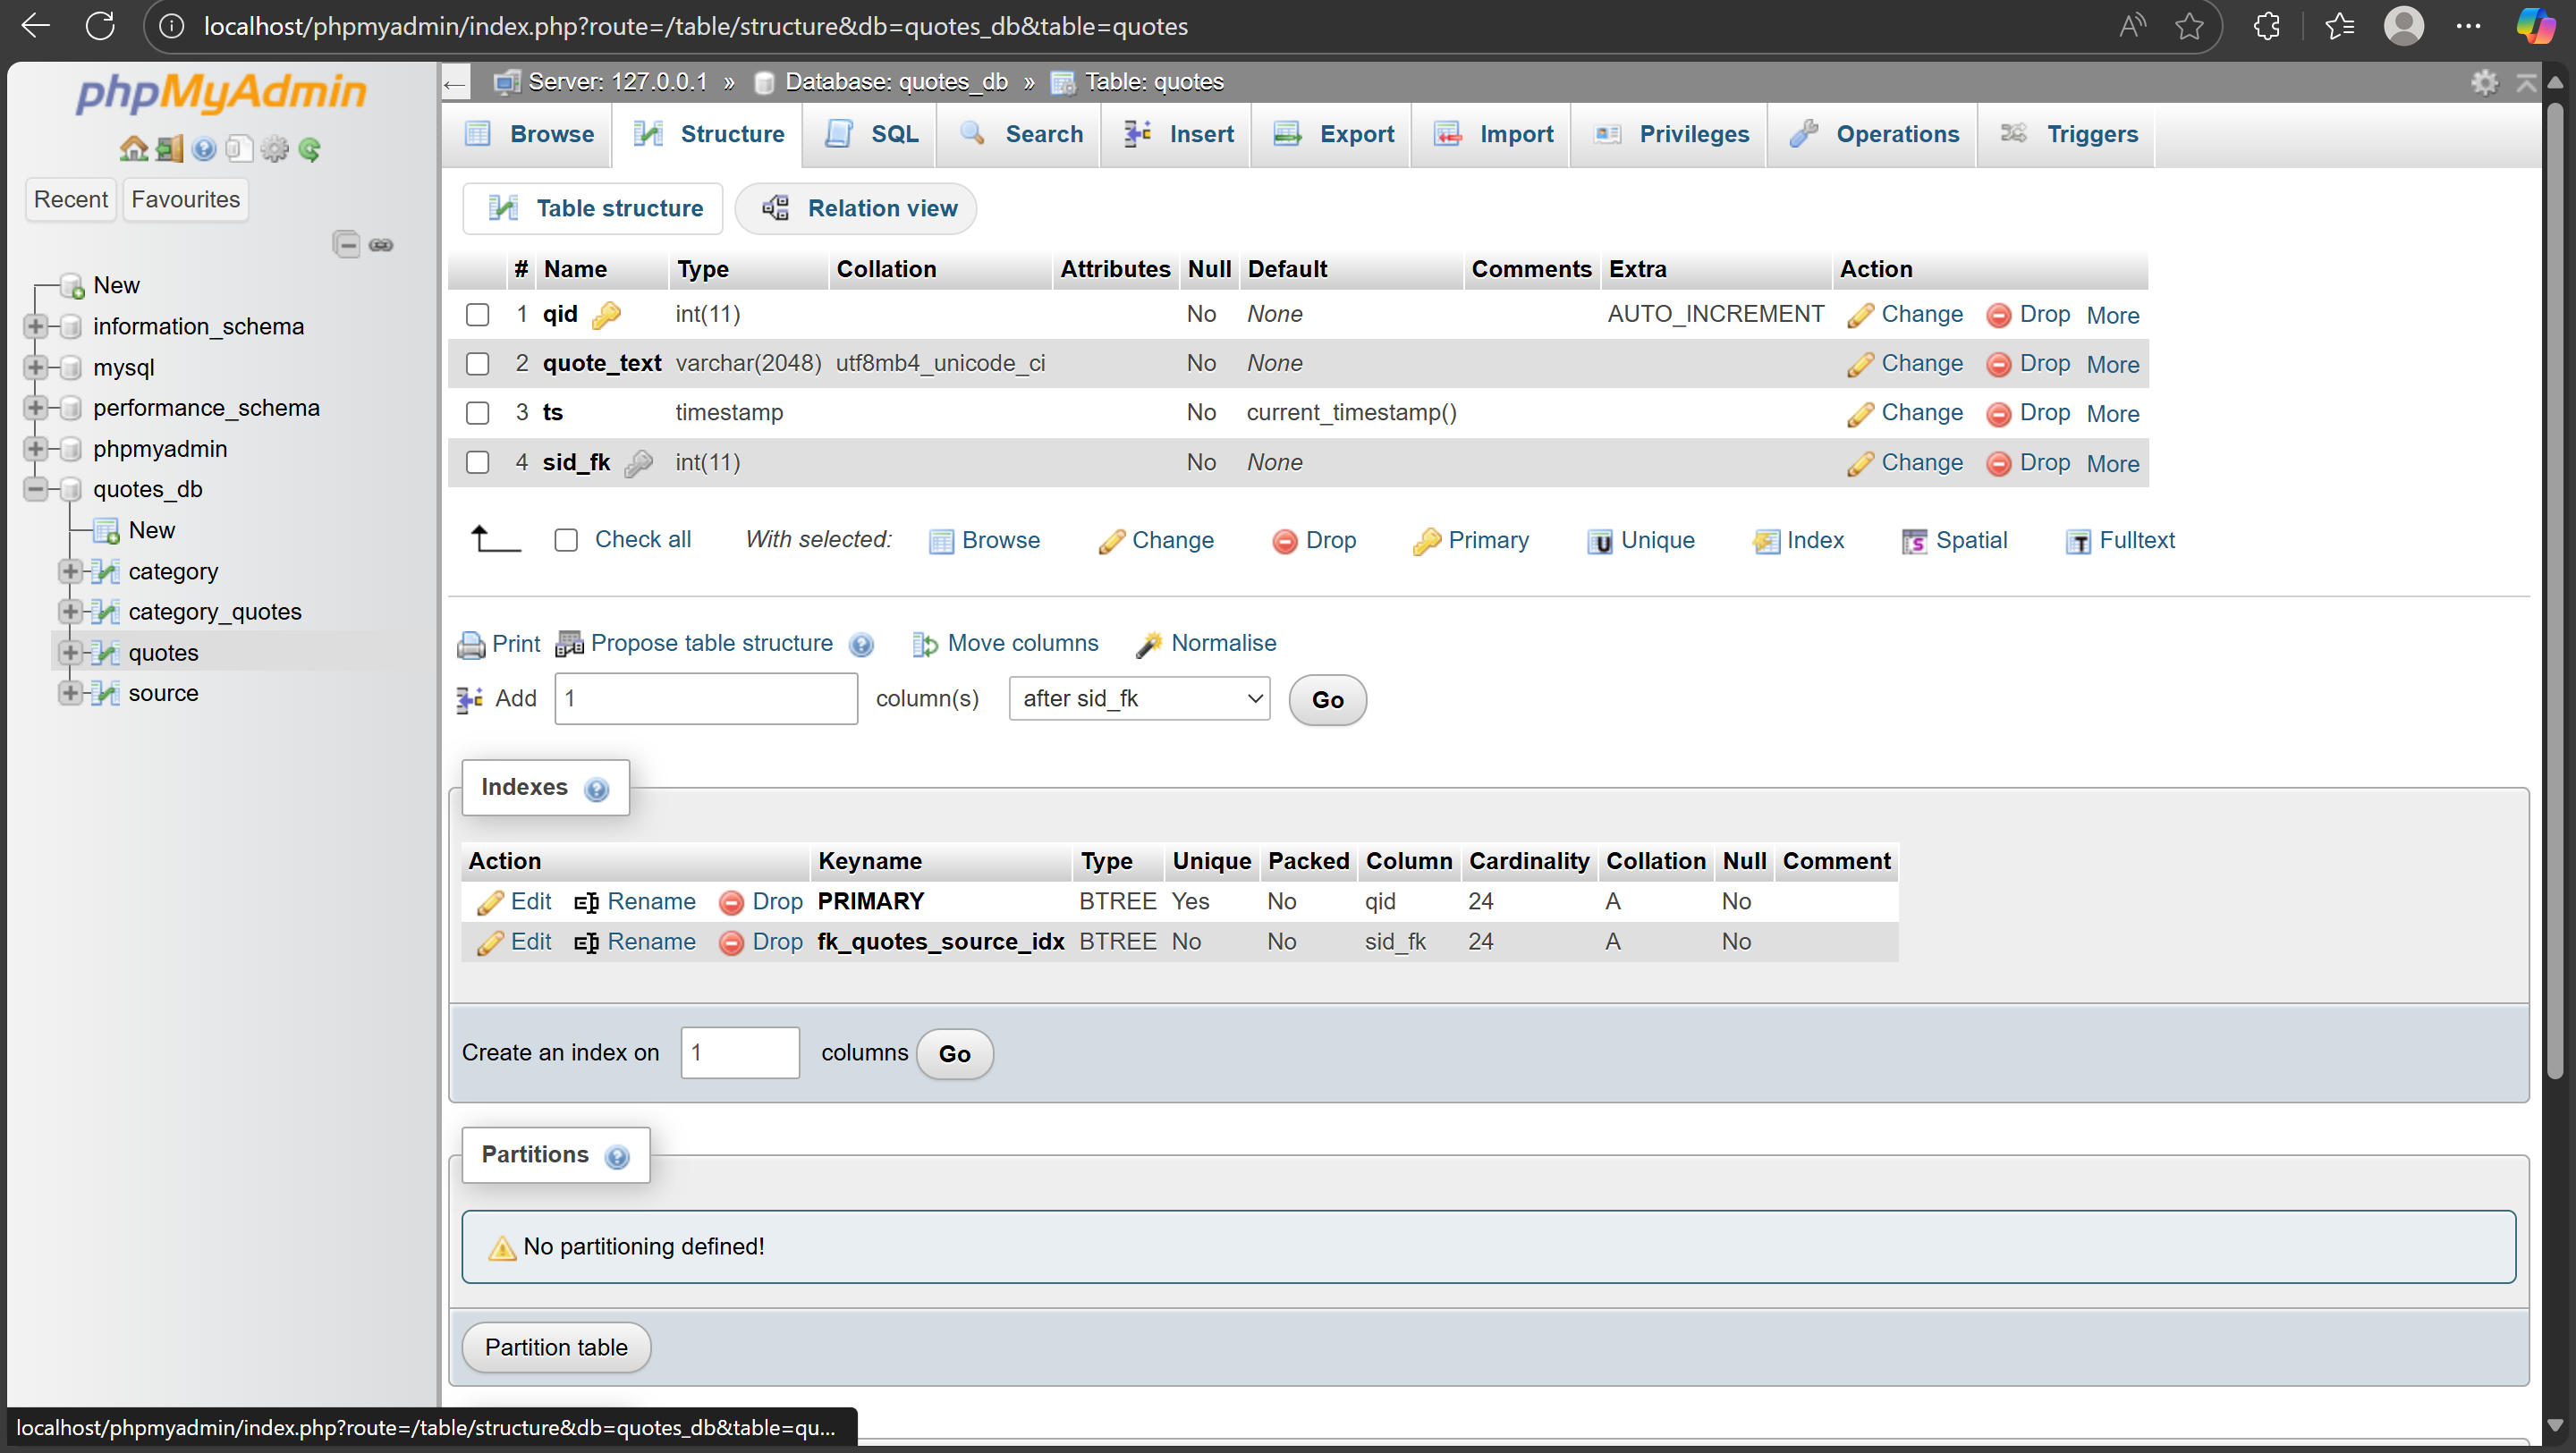 localhost/phpmyadmin/index.php?route=/table/structure&db=quotes_db&table=quotes
phpMyAdmin
Recent Favourites
New
information_schema
mysql
performance_schema
phpmyadmin
quotes_db
New
category
category_quotes
quotes
source
Server: 127.0.0.1 » Database: quotes_db » Table: quotes
Browse Structure SQL Search Insert Export Import Privileges Operations Triggers
Table structure Relation view
# Name Type Collation Attributes Null Default Comments Extra Action
1 qid int(11) No None AUTO_INCREMENT Change Drop More
2 quote_text varchar(2048) utf8mb4_unicode_ci No None Change Drop More
3 ts timestamp No current_timestamp() Change Drop More
4 sid_fk int(11) No None Change Drop More
Check all With selected: Browse Change Drop Primary Unique Index Spatial Fulltext
Print Propose table structure Move columns Normalise
Add 1 column(s) after sid_fk Go
Indexes
Action Keyname Type Unique Packed Column Cardinality Collation Null Comment
Edit Rename Drop PRIMARY BTREE Yes No qid 24 A No
Edit Rename Drop fk_quotes_source_idx BTREE No No sid_fk 24 A No
Create an index on 1 columns Go
Partitions
No partitioning defined!
Partition table
localhost/phpmyadmin/index.php?route=/table/structure&db=quotes_db&table=qu...